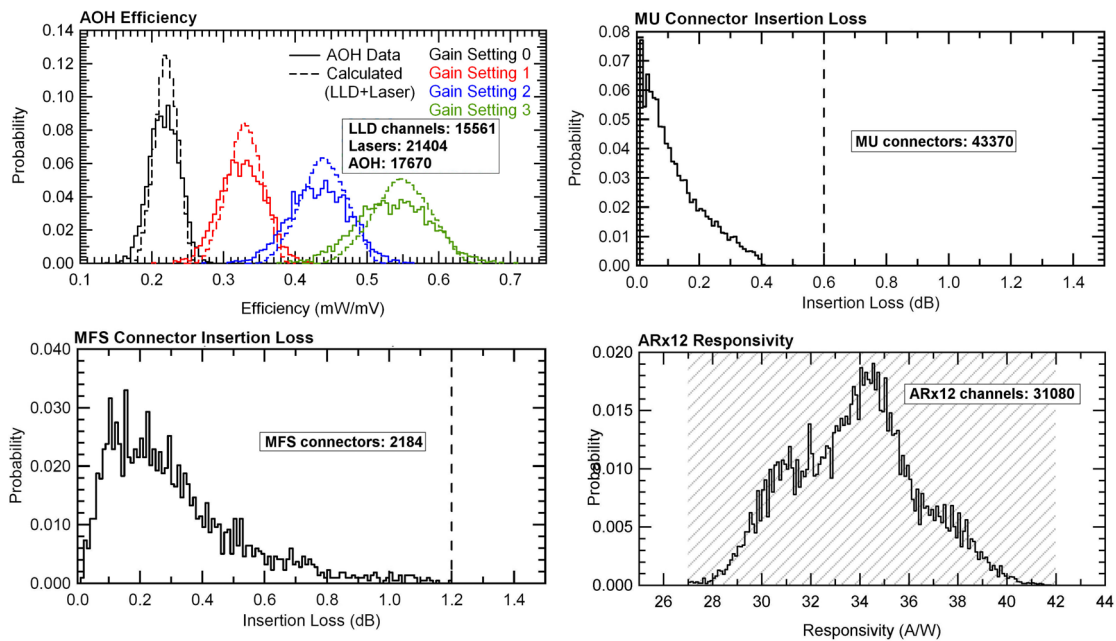 AOH Efficiency
0.14
0.12
0.10
0.08
0.06
0.04
0.02
0.00
Probability
AOH Data
Calculated
(LLD+Laser)
Gain Setting 0
Gain Setting 1
Gain Setting 2
Gain Setting 3
LLD channels: 15561
Lasers: 21404
AOH: 17670
0.1 0.2 0.3 0.4 0.5 0.6 0.7
Efficiency (mW/mV)
MU Connector Insertion Loss
0.08
0.07
0.06
0.05
0.04
0.03
0.02
0.01
0.00
Probability
MU connectors: 43370
0.0 0.2 0.4 0.6 0.8 1.0 1.2 1.4
Insertion Loss (dB)
MFS Connector Insertion Loss
0.040
0.030
0.020
0.010
0.000
Probability
MFS connectors: 2184
0.0 0.2 0.4 0.6 0.8 1.0 1.2 1.4
Insertion Loss (dB)
ARx12 Responsivity
0.020
0.015
0.010
0.005
0.000
Probability
ARx12 channels: 31080
26 28 30 32 34 36 38 40 42 44
Responsivity (A/W)